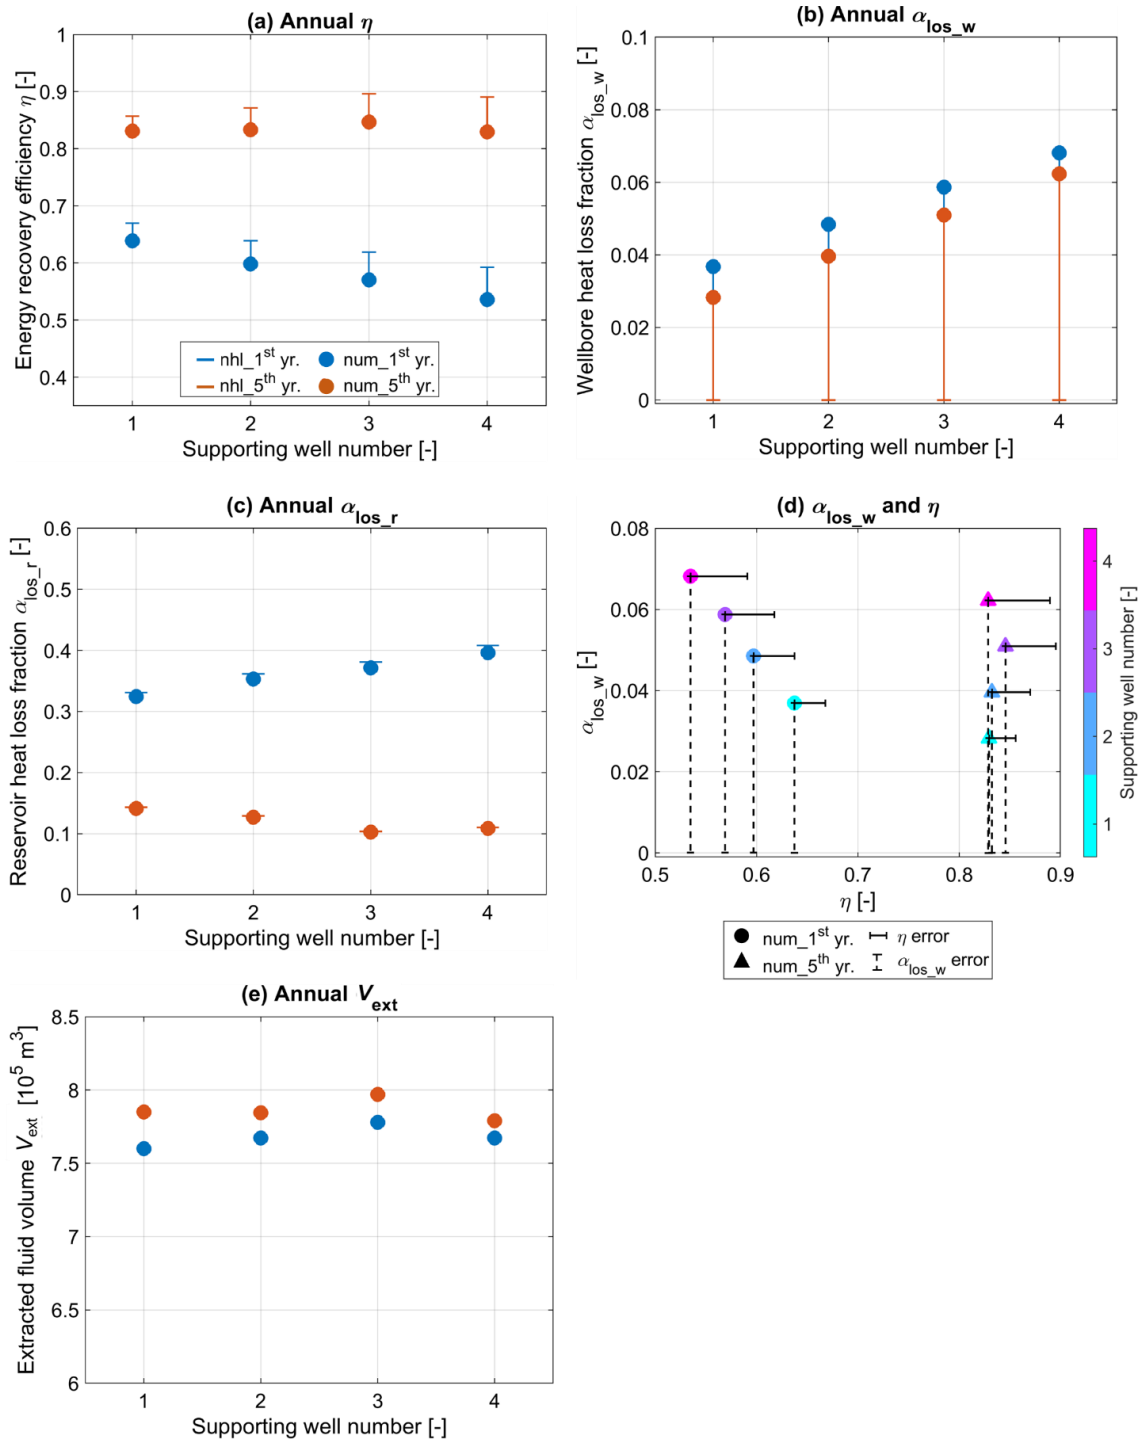 (a) Annual η
Energy recovery efficiency η [-]
1
0.9
0.8
0.7
0.6
0.5
0.4
nhl_1st yr. num_1st yr.
nhl_5th yr. num_5th yr.
1 2 3 4
Supporting well number [-]
(b) Annual αlos_w
Wellbore heat loss fraction αlos_w [-]
0.1
0.08
0.06
0.04
0.02
0
1 2 3 4
Supporting well number [-]
(c) Annual αlos_r
Reservoir heat loss fraction αlos_r [-]
0.6
0.5
0.4
0.3
0.2
0.1
0
1 2 3 4
Supporting well number [-]
(d) αlos_w and η
αlos_w [-]
0.08
0.06
0.04
0.02
0
0.5 0.6 0.7 0.8 0.9
η [-]
4
3
2
1
Supporting well number [-]
num_1st yr. η error
num_5th yr. αlos_w error
(e) Annual Vext
Extracted fluid volume Vext [10⁵ m³]
8.5
8
7.5
7
6.5
6
1 2 3 4
Supporting well number [-]